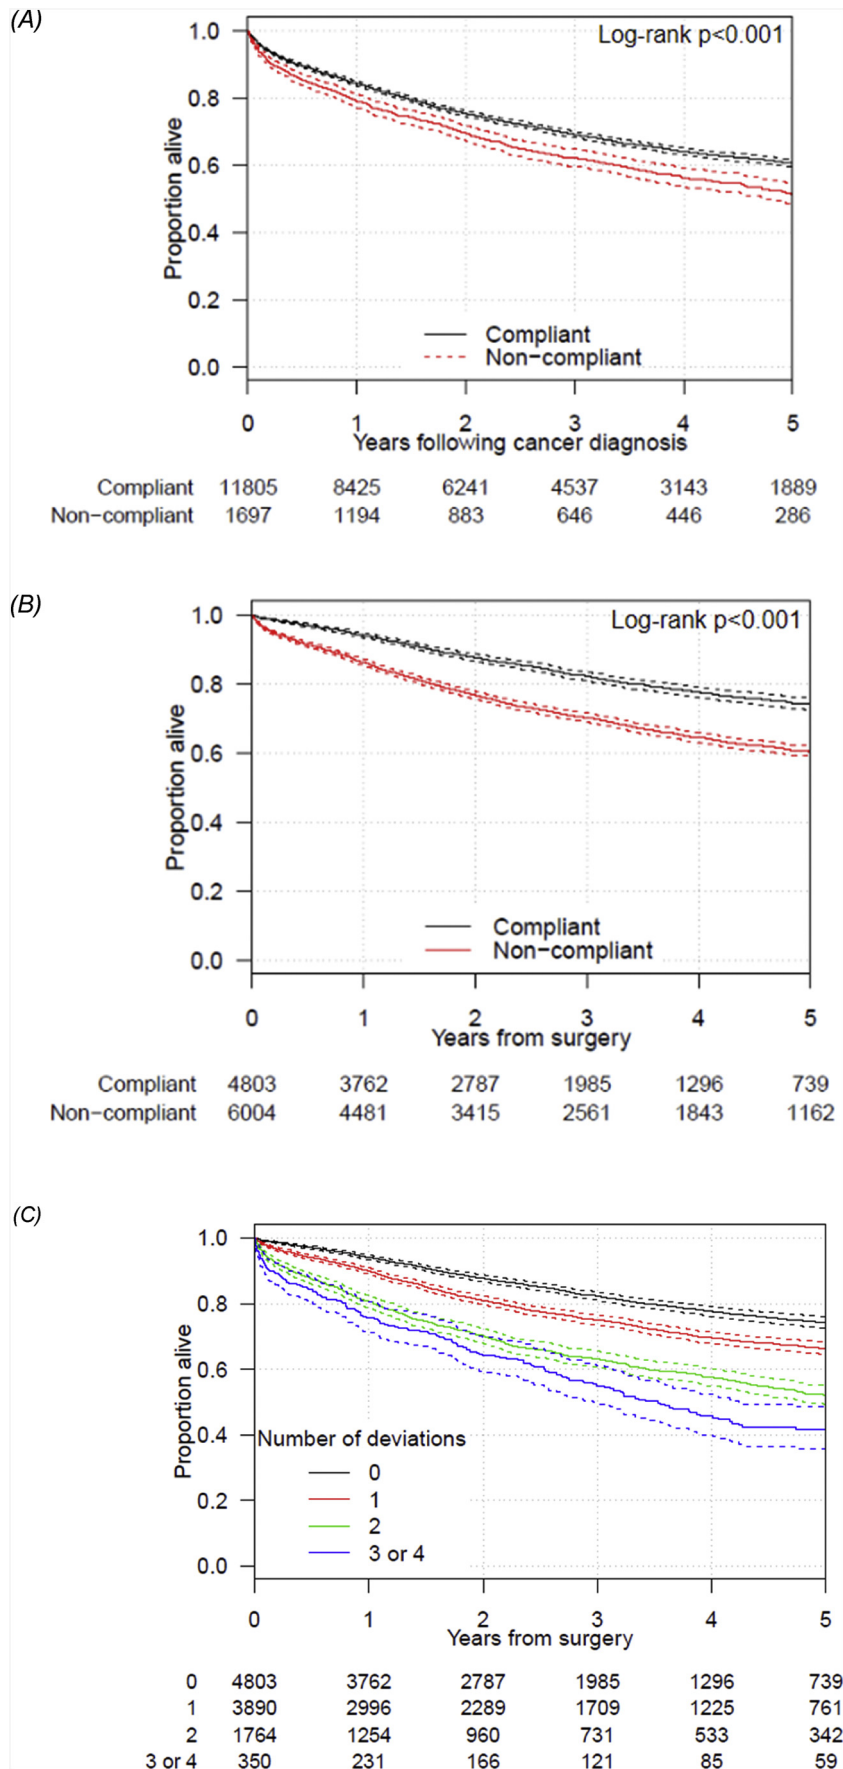 (A)
Log-rank p<0.001
1.0
0.8
0.6
0.4
0.2
0.0
Proportion alive
Compliant
Non-compliant
0 1 2 3 4 5
Years following cancer diagnosis
Compliant 11805 8425 6241 4537 3143 1889
Non-compliant 1697 1194 883 646 446 286
(B)
Log-rank p<0.001
1.0
0.8
0.6
0.4
0.2
0.0
Proportion alive
Compliant
Non-compliant
0 1 2 3 4 5
Years from surgery
Compliant 4803 3762 2787 1985 1296 739
Non-compliant 6004 4481 3415 2561 1843 1162
(C)
1.0
0.8
0.6
0.4
0.2
0.0
Proportion alive
Number of deviations
0
1
2
3 or 4
0 1 2 3 4 5
Years from surgery
0 4803 3762 2787 1985 1296 739
1 3890 2996 2289 1709 1225 761
2 1764 1254 960 731 533 342
3 or 4 350 231 166 121 85 59